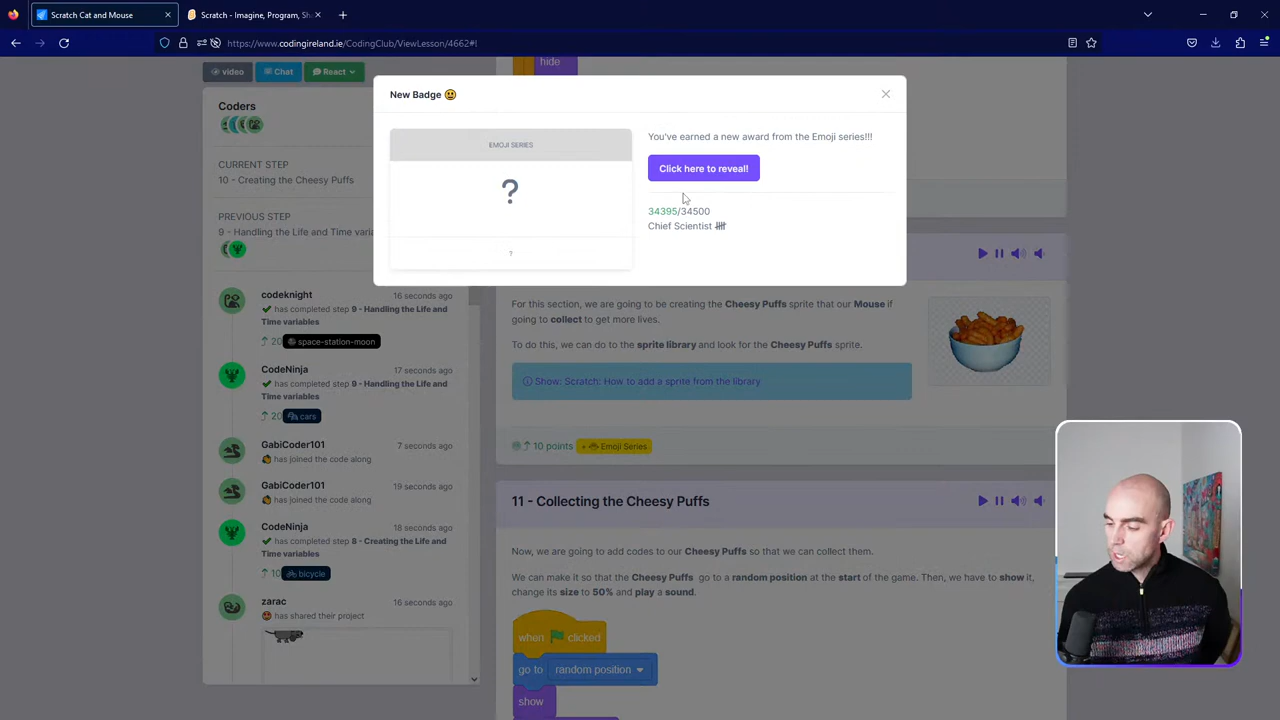 Scratch Cat and Mouse
Scratch - Imagine, Program, Sh
https://www.codingireland.ie/CodingClub/ViewLesson/4662#!
video
Chat
React
Coders
CURRENT STEP
10 - Creating the Cheesy Puffs
PREVIOUS STEP
9 - Handling the Life and Time varia
codeknight
16 seconds ago
has completed step 9 - Handling the Life and
Time variables
20
space-station-moon
CodeNinja
17 seconds ago
has completed step 9 - Handling the Life and
Time variables
20
cars
GabiCoder101
7 seconds ago
has joined the code along
GabiCoder101
19 seconds ago
has joined the code along
CodeNinja
18 seconds ago
has completed step 8 - Creating the Life and
Time variables
10
bicycle
zarac
16 seconds ago
has shared their project
hide
New Badge
EMOJI SERIES
?
?
You've earned a new award from the Emoji series!!!
Click here to reveal!
34395/34500
Chief Scientist
For this section, we are going to be creating the Cheesy Puffs sprite that our Mouse if
going to collect to get more lives.
To do this, we can do to the sprite library and look for the Cheesy Puffs sprite.
Show: Scratch: How to add a sprite from the library
10 points
+ Emoji Series
11 - Collecting the Cheesy Puffs
Now, we are going to add codes to our Cheesy Puffs so that we can collect them.
We can make it so that the Cheesy Puffs go to a random position at the start of the game. Then, we have to show it,
change its size to 50% and play a sound.
when clicked
go to random position
show